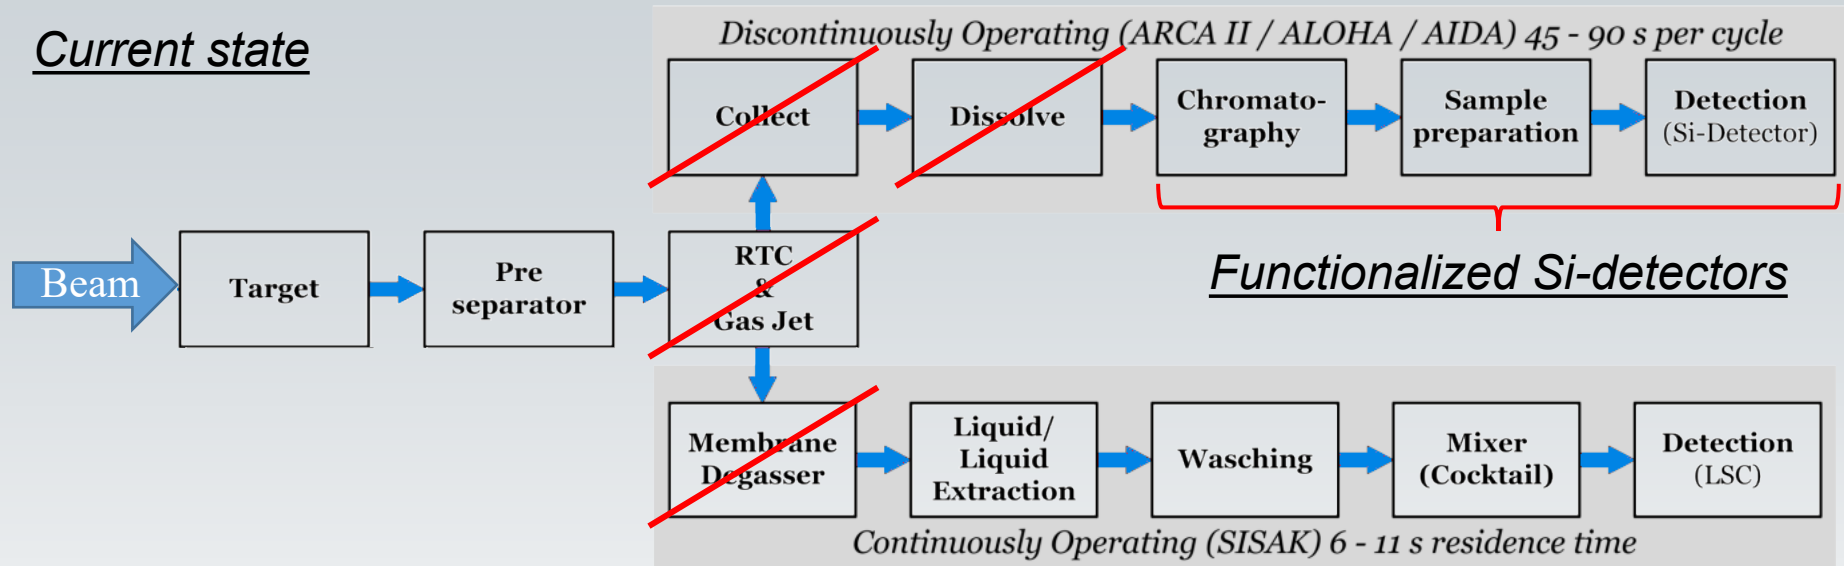 Current state
Discontinuously Operating (ARCA II / ALOHA / AIDA) 45 - 90 s per cycle
Collect
Dissolve
Chromato-
graphy
Sample
preparation
Detection
(Si-Detector)
Beam
Target
Pre
separator
RTC
&
Gas Jet
Functionalized Si-detectors
Membrane
Degasser
Liquid/
Liquid
Extraction
Wasching
Mixer
(Cocktail)
Detection
(LSC)
Continuously Operating (SISAK) 6 - 11 s residence time